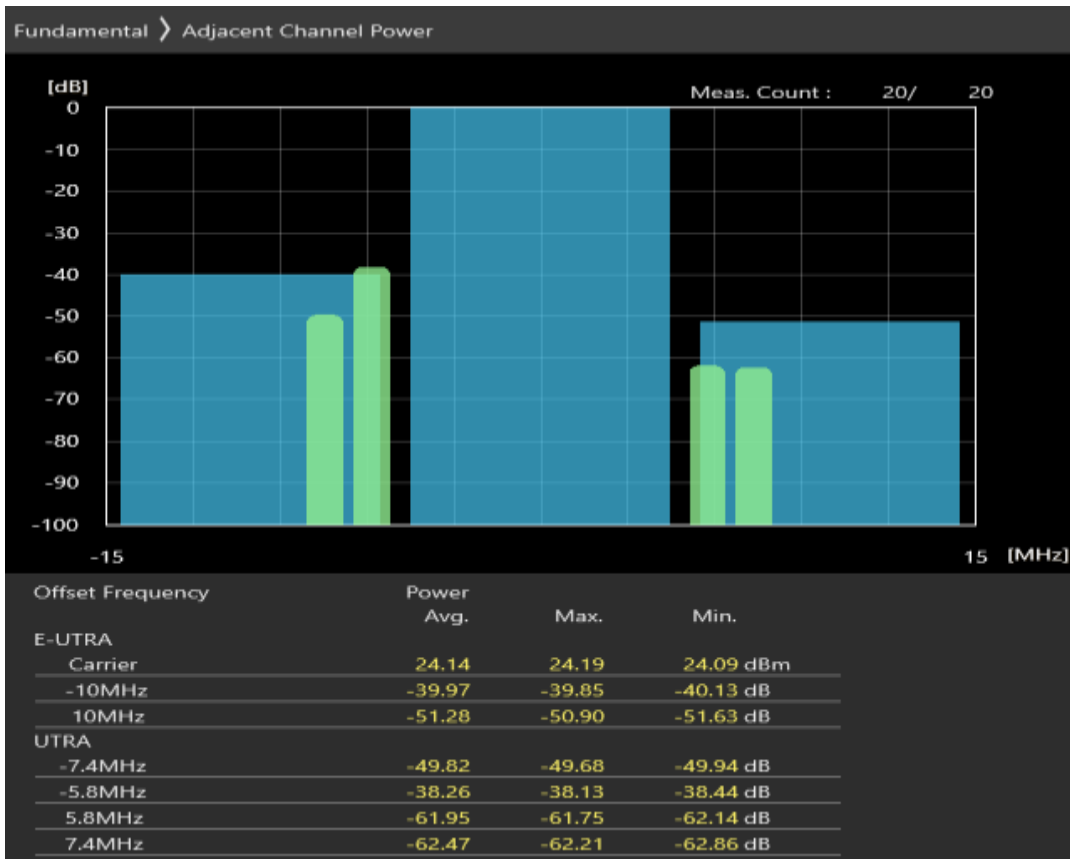 Fundamental 〉 Adjacent Channel Power
[dB]
Meas. Count : 20/ 20
0
-10
-20
-30
-40
-50
-60
-70
-80
-90
-100
-15 15 [MHz]
Offset Frequency Power
Avg. Max. Min.
E-UTRA
Carrier 24.14 24.19 24.09 dBm
-10MHz -39.97 -39.85 -40.13 dB
10MHz -51.28 -50.90 -51.63 dB
UTRA
-7.4MHz -49.82 -49.68 -49.94 dB
-5.8MHz -38.26 -38.13 -38.44 dB
5.8MHz -61.95 -61.75 -62.14 dB
7.4MHz -62.47 -62.21 -62.86 dB